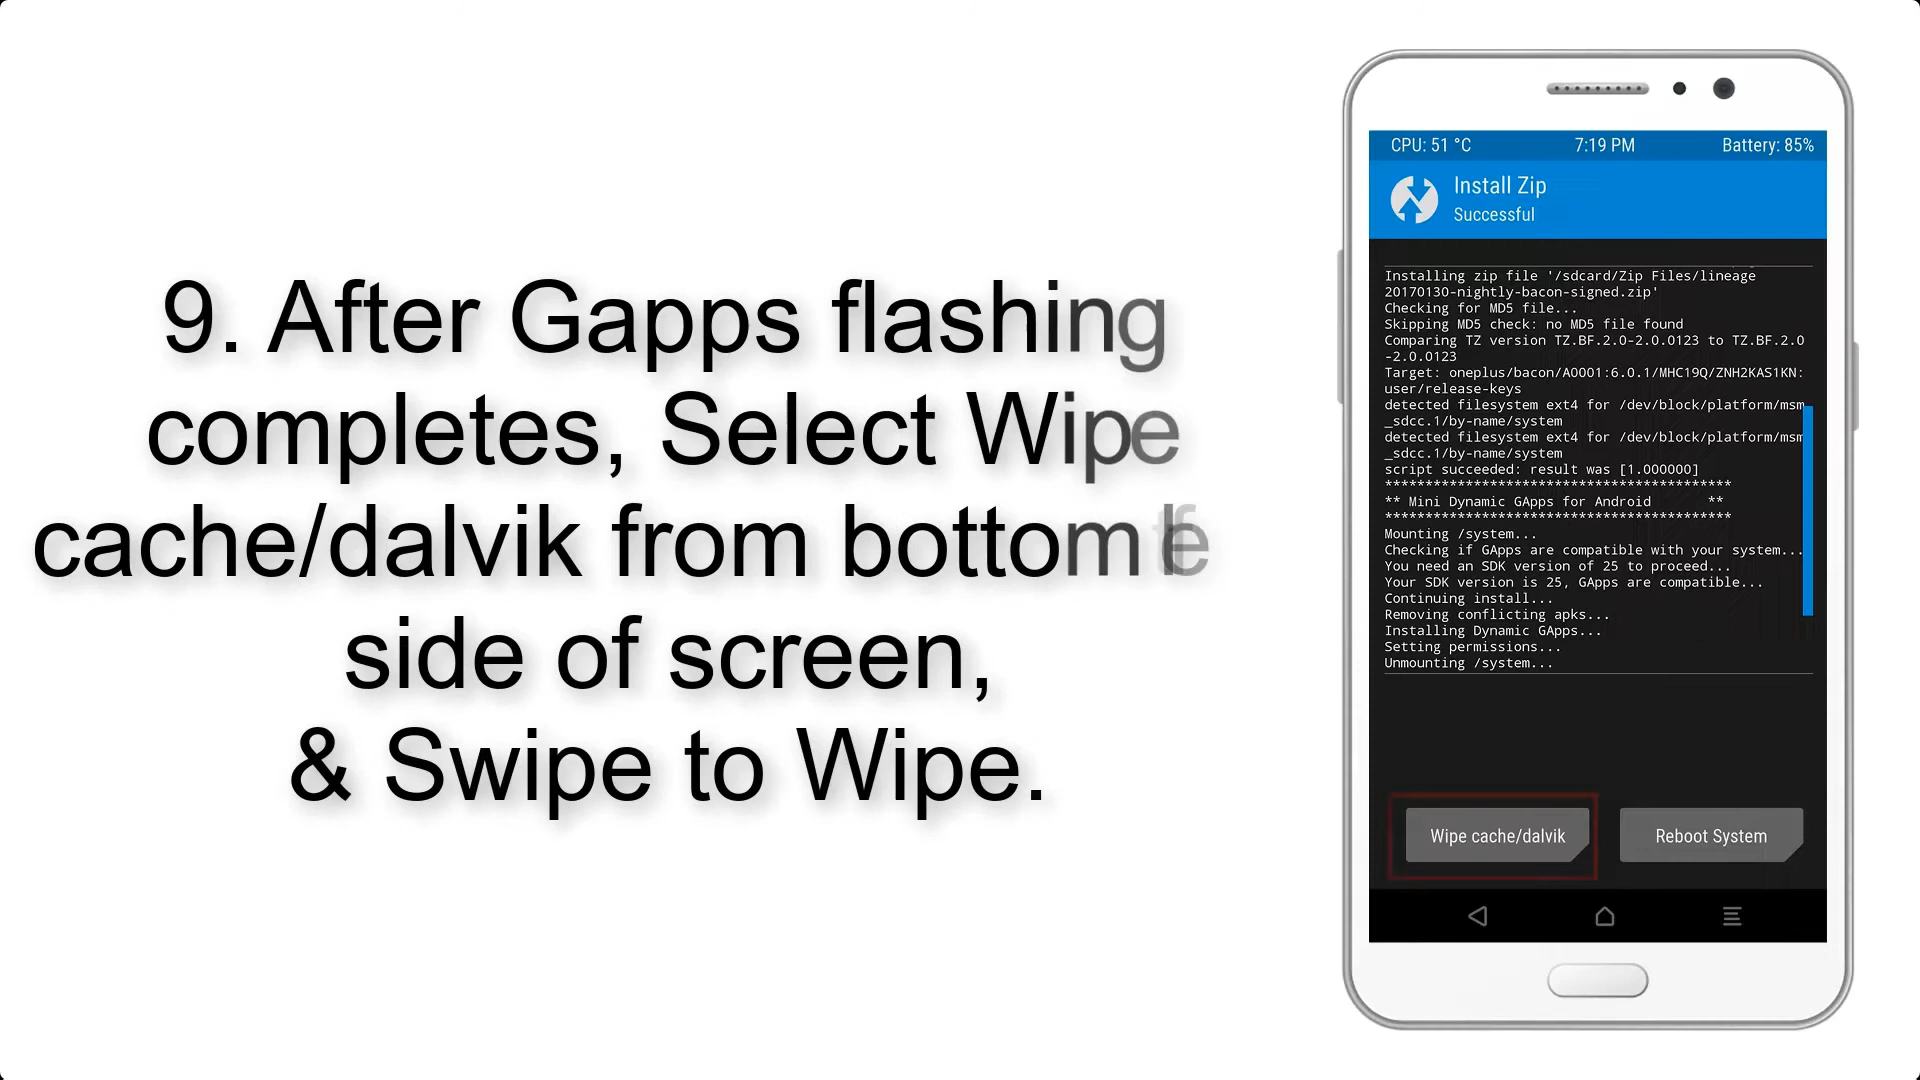 9. After Gapps flashing
completes, Select Wipe
cache/dalvik from bottom
side of screen,
& Swipe to Wipe.
CPU: 51 °C 7:19 PM Battery: 85%
Install Zip
Successful
Installing zip file '/sdcard/Zip Files/lineage
20170130-nightly-bacon-signed.zip'
Checking for MD5 file...
Skipping MD5 check: no MD5 file found
Comparing TZ version TZ.BF.2.0-2.0.0123 to TZ.BF.2.0
-2.0.0123
Target: oneplus/bacon/A0001:6.0.1/MHC19Q/ZNH2KAS1KN:
user/release-keys
detected filesystem ext4 for /dev/block/platform/msm
_sdcc.1/by-name/system
detected filesystem ext4 for /dev/block/platform/msm
_sdcc.1/by-name/system
script succeeded: result was [1.000000]
*******************************************
** Mini Dynamic GApps for Android **
*******************************************
Mounting /system...
Checking if GApps are compatible with your system...
You need an SDK version of 25 to proceed...
Your SDK version is 25, GApps are compatible...
Continuing install...
Removing conflicting apks...
Installing Dynamic GApps...
Setting permissions...
Unmounting /system...
Wipe cache/dalvik Reboot System